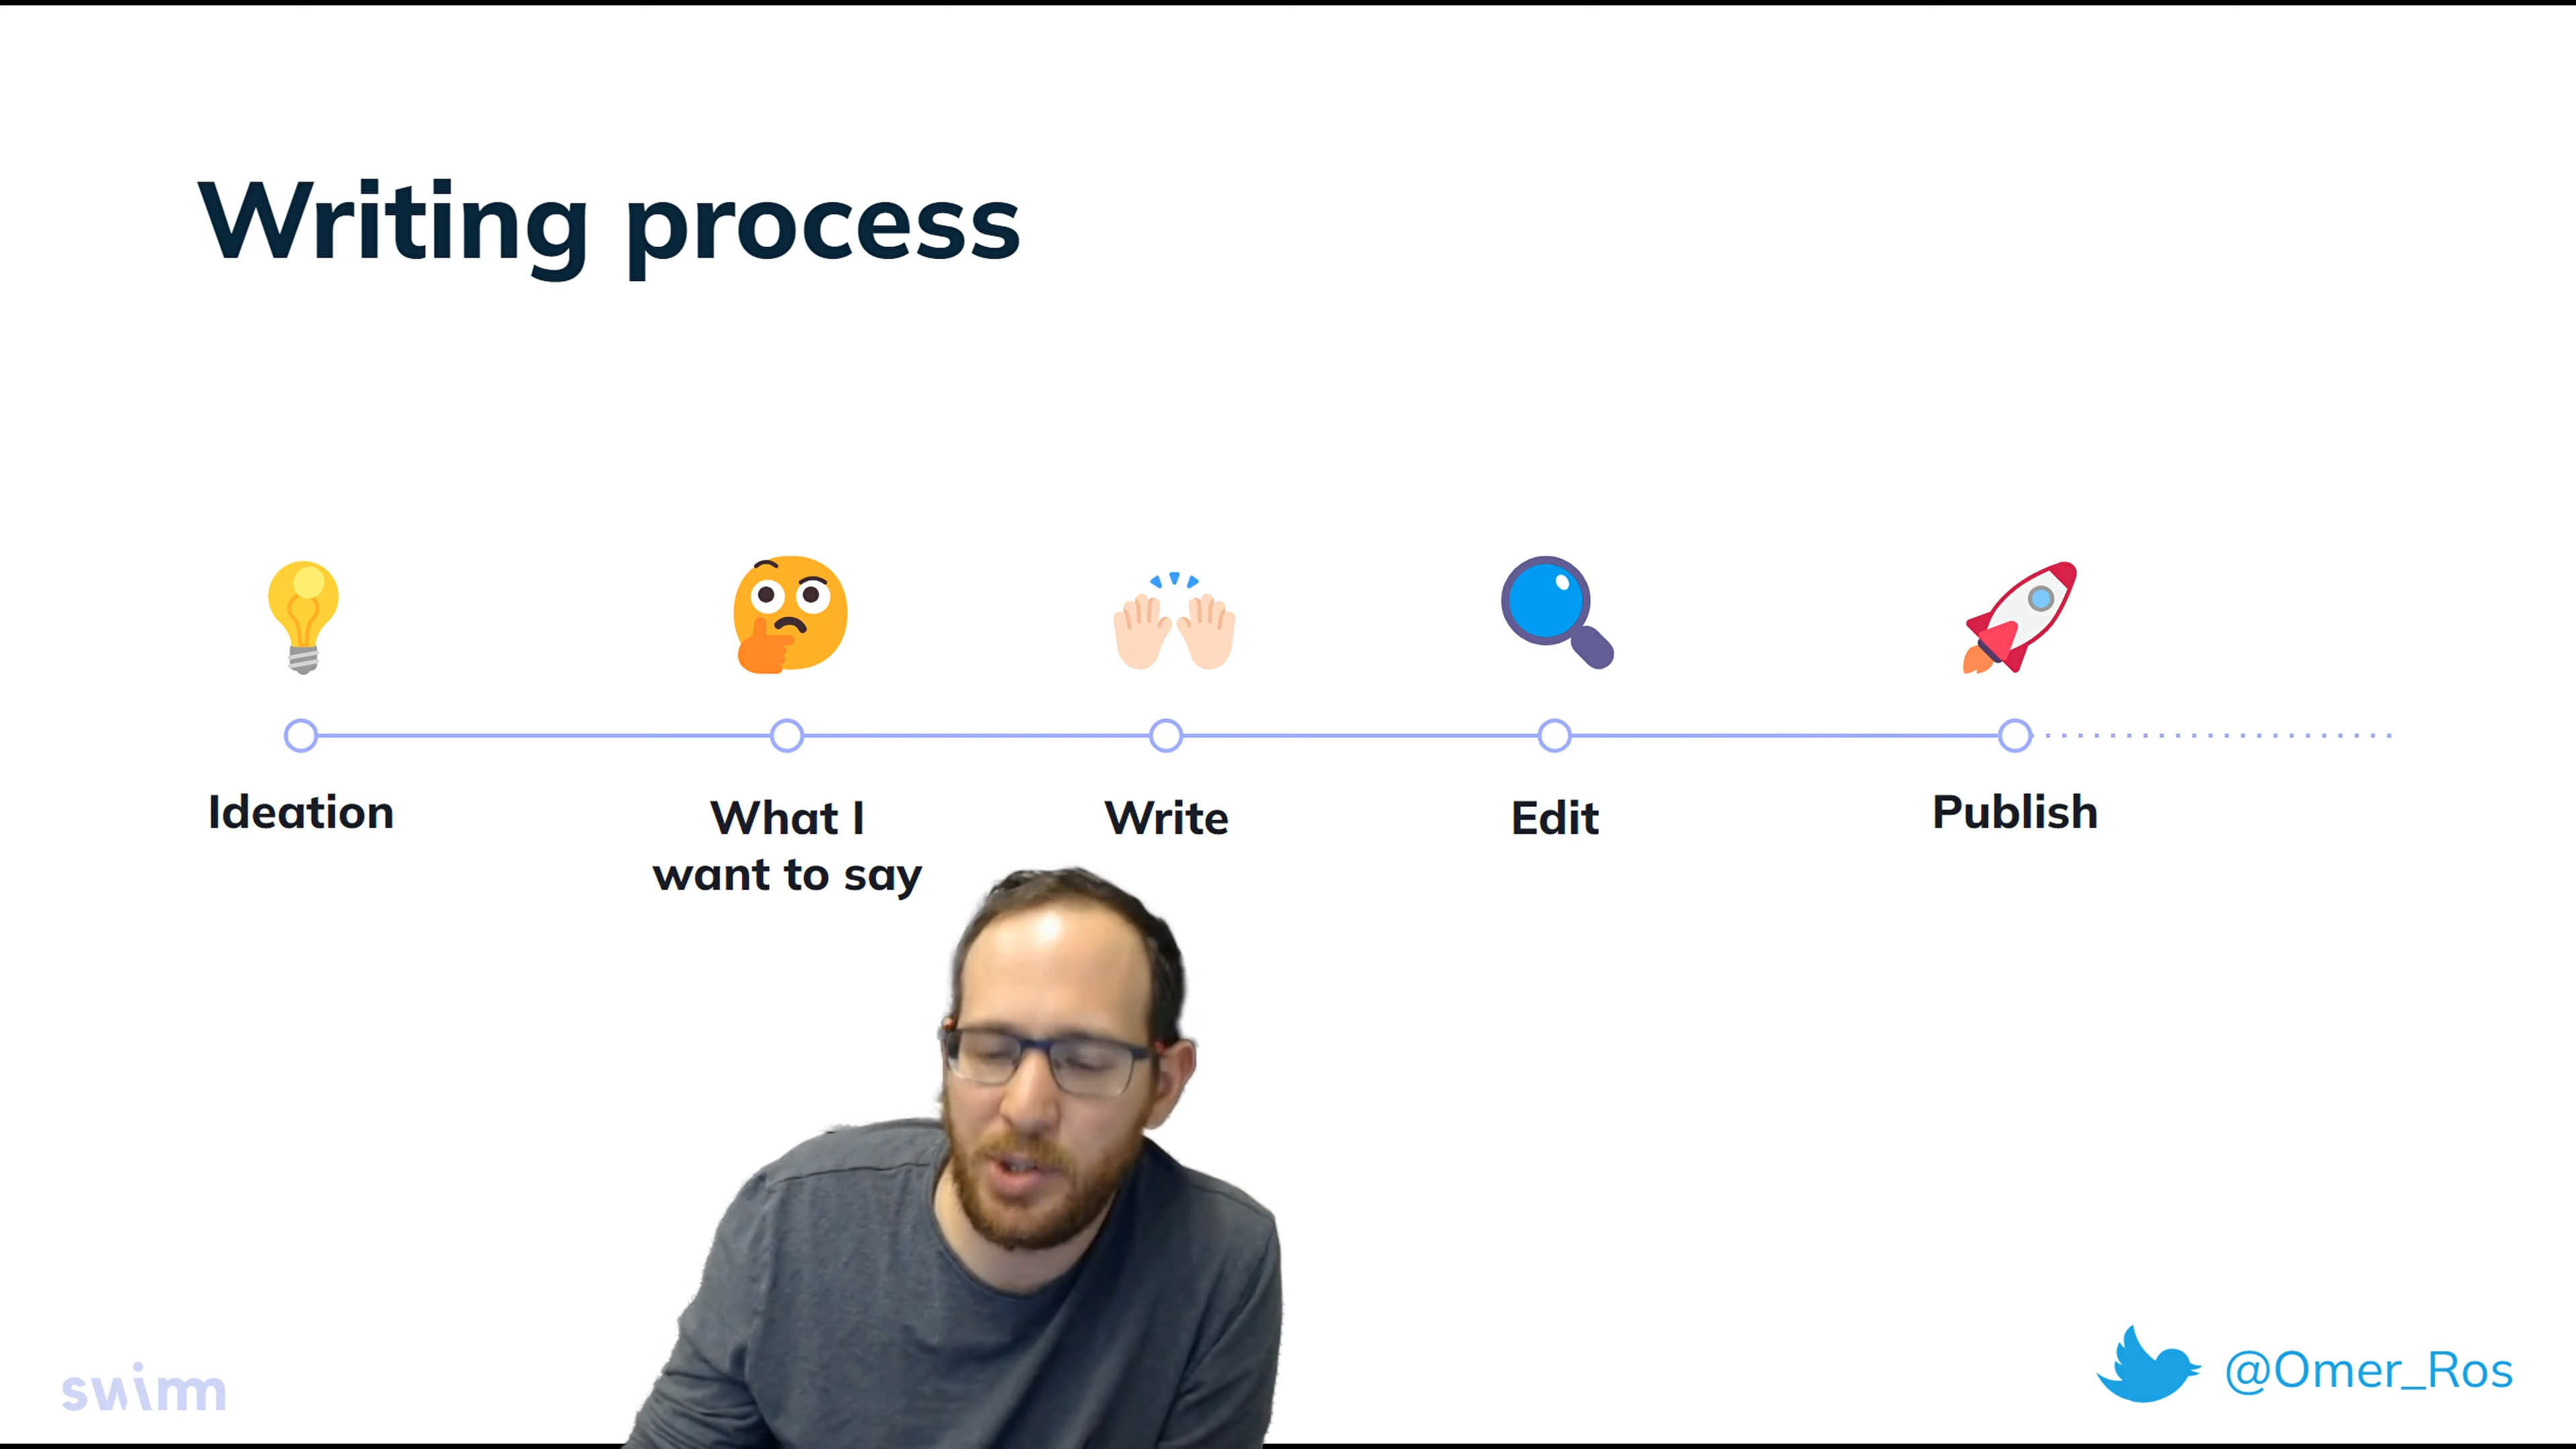 Writing process
Ideation
What I
want to say
Write
Edit
Publish
swimm
@Omer_Ros